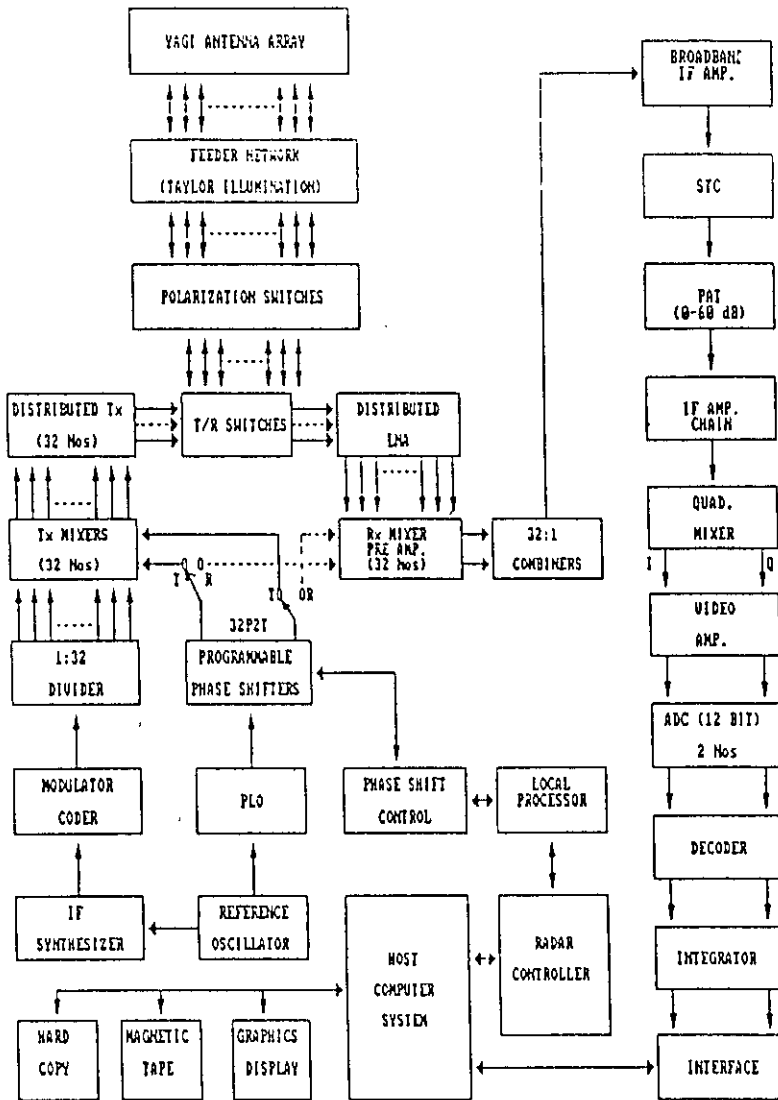 YAGI ANTENNA ARRAY
FEEDER NETWORK
(TAYLOR ILLUMINATION)
POLARIZATION SWITCHES
DISTRIBUTED Tx
(32 Nos)
T/R SWITCHES
DISTRIBUTED
LNA
Tx MIXERS
(32 Nos)
T R
T OR
Rx MIXER
PRE AMP.
(32 Nos)
32:1
COMBINERS
32P2T
1:32
DIVIDER
PROGRAMMABLE
PHASE SHIFTERS
MODULATOR
CODER
PLO
PHASE SHIFT
CONTROL
LOCAL
PROCESSOR
IF
SYNTHESIZER
REFERENCE
OSCILLATOR
HOST
COMPUTER
SYSTEM
RADAR
CONTROLLER
HARD
COPY
MAGNETIC
TAPE
GRAPHICS
DISPLAY
BROADBAND
IF AMP.
STC
PAT
(0-60 dB)
IF AMP.
CHAIN
QUAD.
MIXER
I Q
VIDEO
AMP.
ADC (12 BIT)
2 Nos
DECODER
INTEGRATOR
INTERFACE